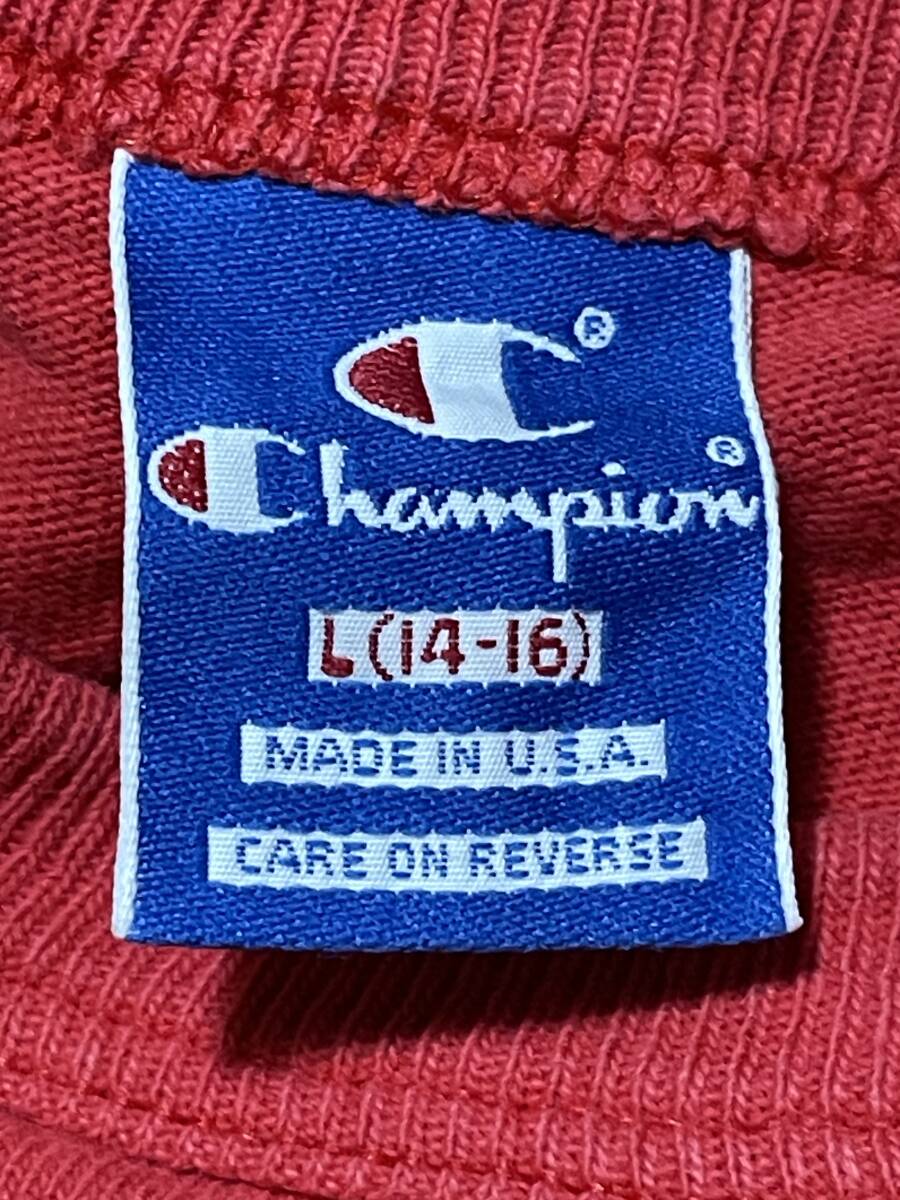 C®
Champion®
L(14-16)
MADE IN U.S.A.
CARE ON REVERSE